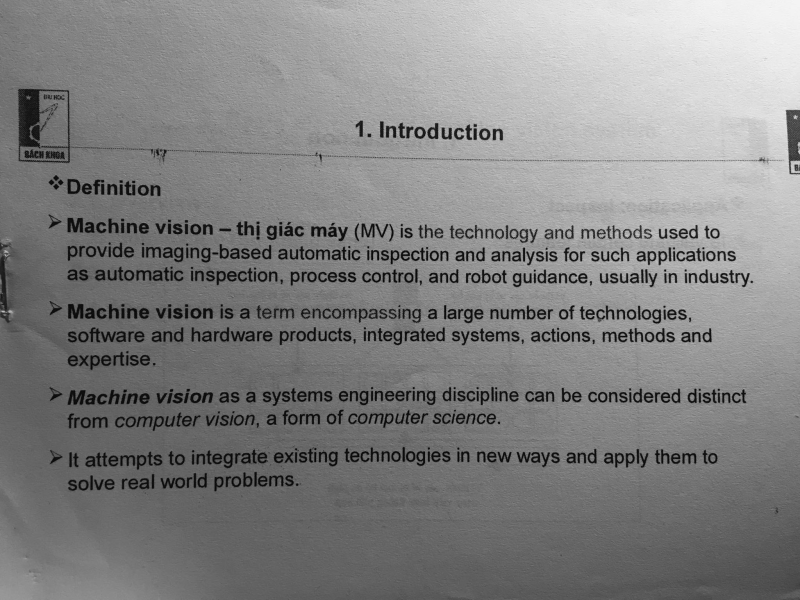 ĐẠI HỌC
BÁCH KHOA
1. Introduction
❖Definition
➢ Machine vision – thị giác máy (MV) is the technology and methods used to
provide imaging-based automatic inspection and analysis for such applications
as automatic inspection, process control, and robot guidance, usually in industry.
➢ Machine vision is a term encompassing a large number of technologies,
software and hardware products, integrated systems, actions, methods and
expertise.
➢ Machine vision as a systems engineering discipline can be considered distinct
from computer vision, a form of computer science.
➢ It attempts to integrate existing technologies in new ways and apply them to
solve real world problems.